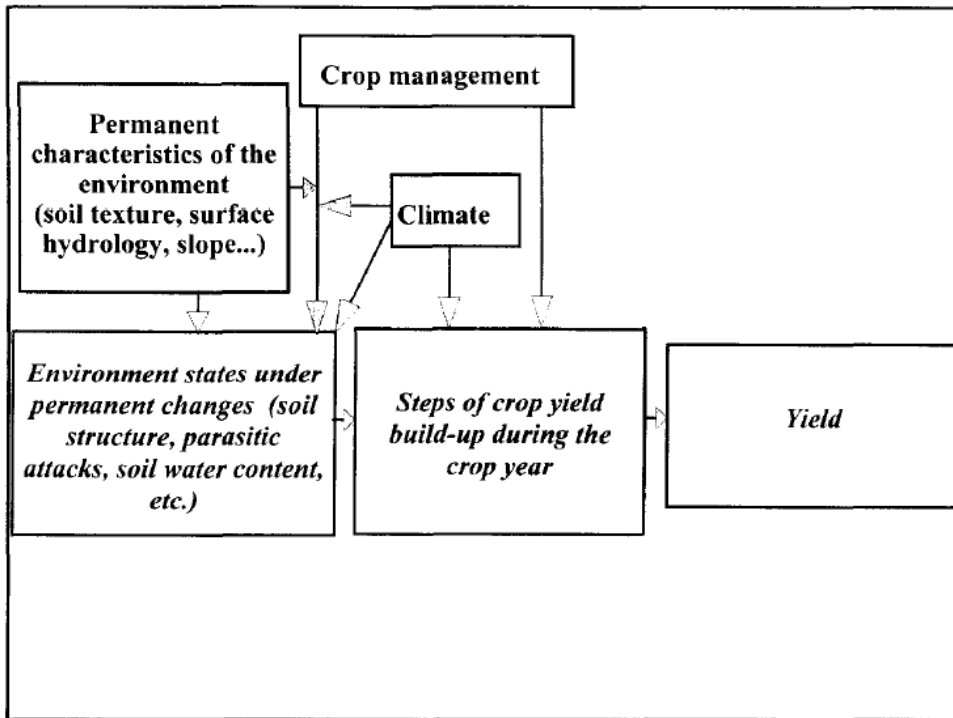 Crop management
Permanent
characteristics of the
environment
(soil texture, surface
hydrology, slope...)
Climate
Environment states under
permanent changes (soil
structure, parasitic
attacks, soil water content,
etc.)
Steps of crop yield
build-up during the
crop year
Yield